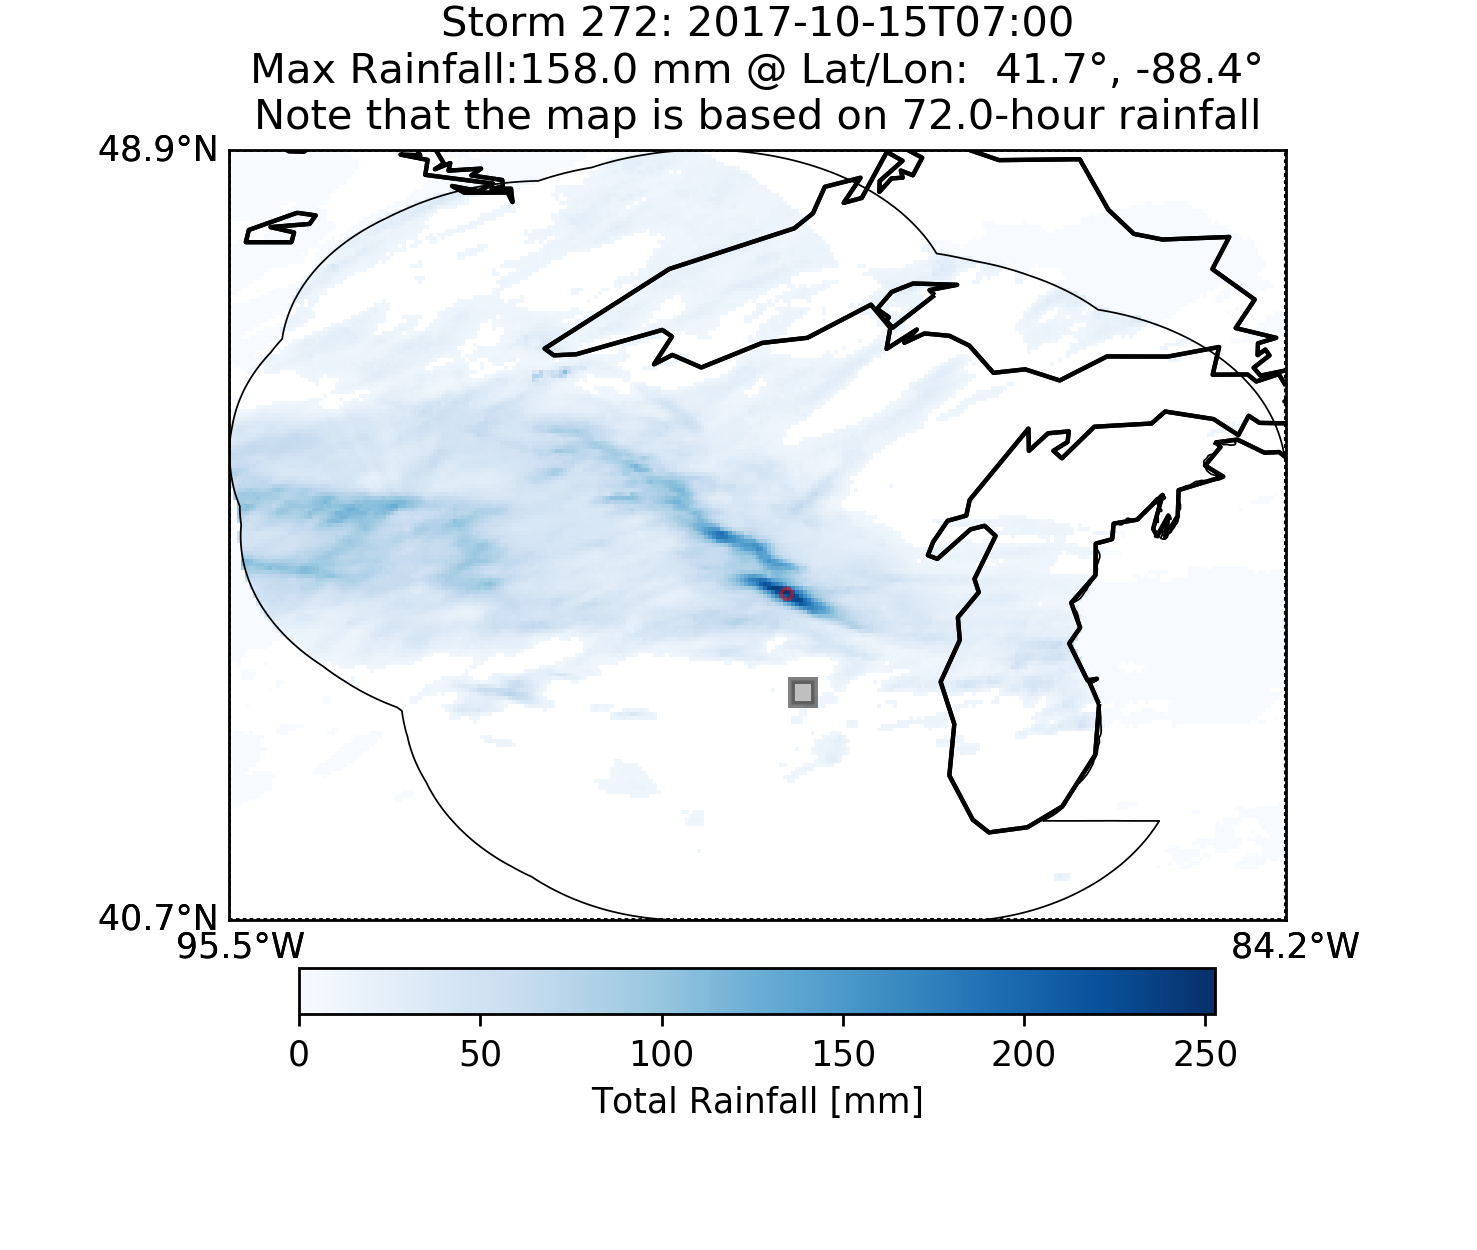 Storm 272: 2017-10-15T07:00
Max Rainfall:158.0 mm @ Lat/Lon:  41.7°, -88.4°
Note that the map is based on 72.0-hour rainfall
48.9°N
40.7°N
95.5°W
84.2°W
0 50 100 150 200 250
Total Rainfall [mm]